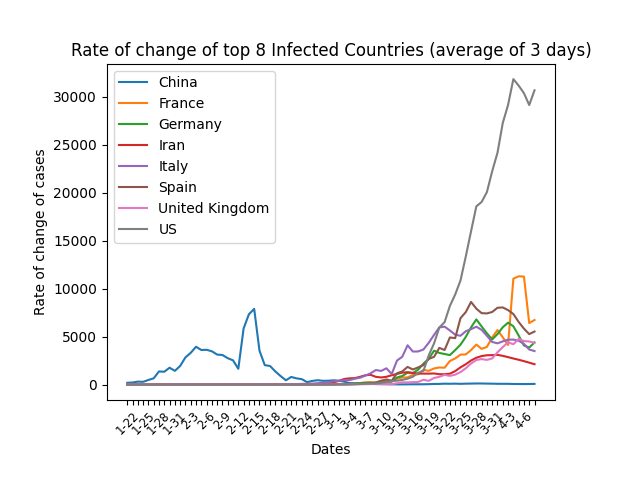 Rate of change of top 8 Infected Countries (average of 3 days)
China
France
Germany
Iran
Italy
Spain
United Kingdom
US
30000
25000
20000
15000
10000
5000
0
Rate of change of cases
1-22 1-25 1-28 1-31 2-3 2-6 2-9 2-12 2-15 2-18 2-21 2-24 2-27 3-1 3-4 3-7 3-10 3-13 3-16 3-19 3-22 3-25 3-28 3-31 4-3 4-6
Dates